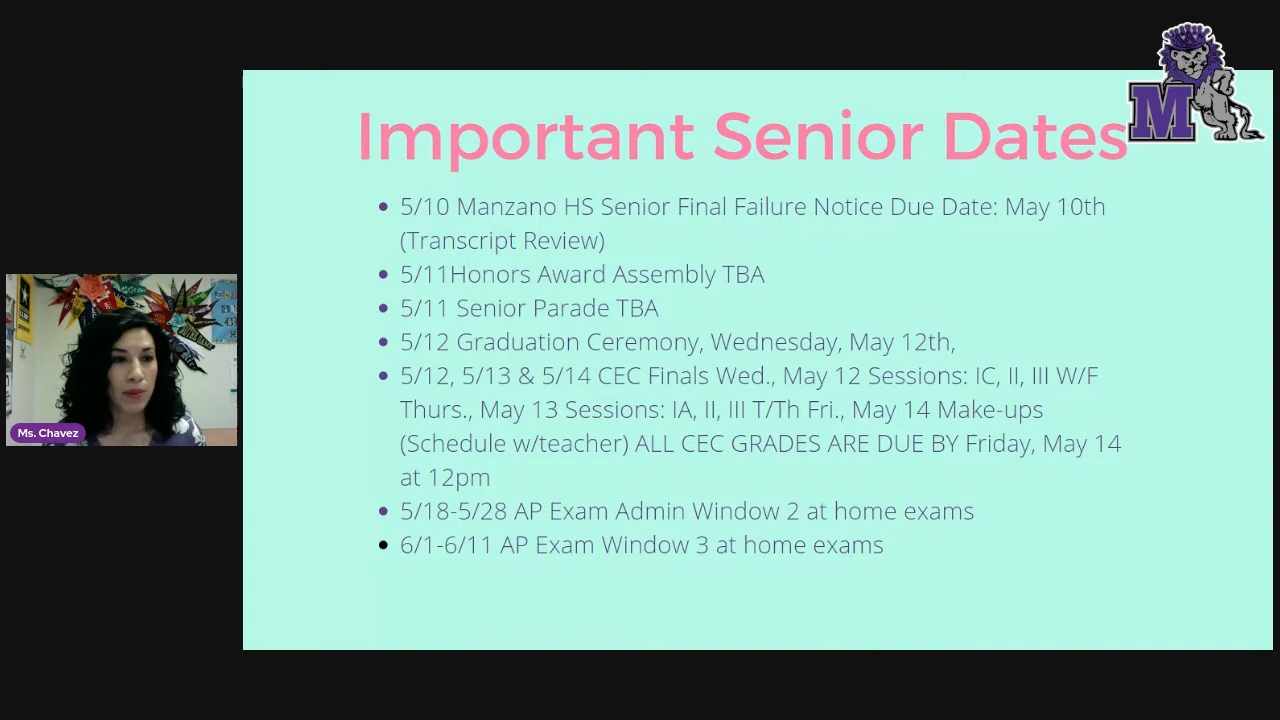 Important Senior Dates
M
5/10 Manzano HS Senior Final Failure Notice Due Date: May 10th
(Transcript Review)
5/11Honors Award Assembly TBA
5/11 Senior Parade TBA
5/12 Graduation Ceremony, Wednesday, May 12th,
5/12, 5/13 & 5/14 CEC Finals Wed., May 12 Sessions: IC, II, III W/F
Thurs., May 13 Sessions: IA, II, III T/Th Fri., May 14 Make-ups
(Schedule w/teacher) ALL CEC GRADES ARE DUE BY Friday, May 14
at 12pm
5/18-5/28 AP Exam Admin Window 2 at home exams
6/1-6/11 AP Exam Window 3 at home exams
Ms. Chavez